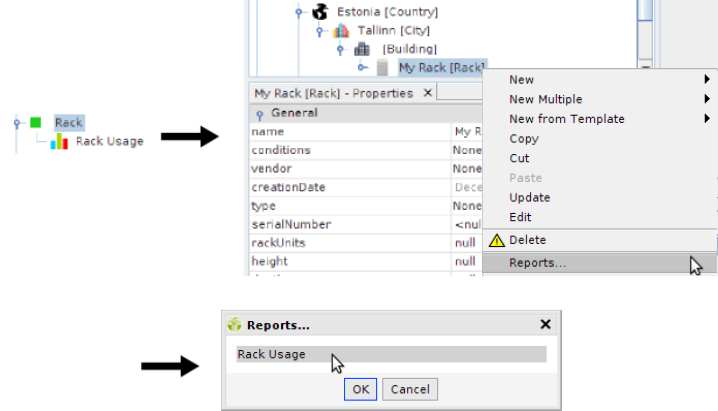 Estonia [Country]
Tallinn [City]
[Building]
My Rack [Rack]
Rack
Rack Usage
My Rack [Rack] - Properties
General
name My R
conditions None
vendor None
creationDate Dece
type None
serialNumber <nul
rackUnits null
height null
New
New Multiple
New from Template
Copy
Cut
Paste
Update
Edit
Delete
Reports...
Reports...
Rack Usage
OK Cancel